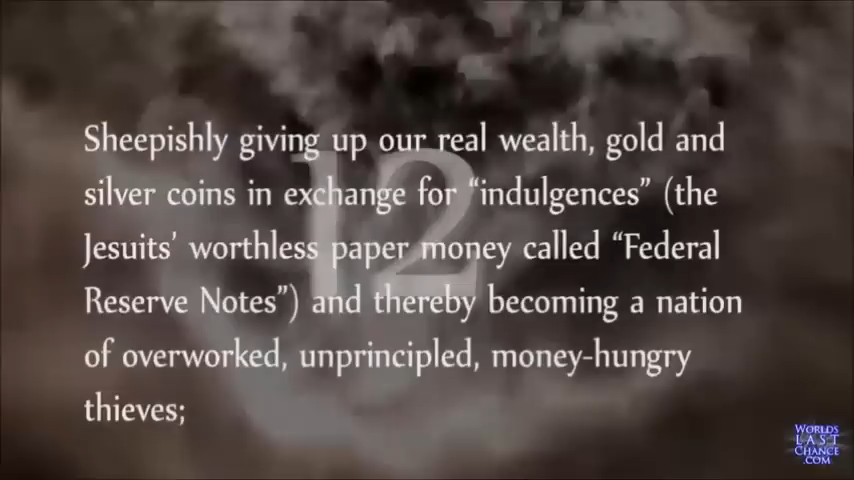 12
Sheepishly giving up our real wealth, gold and
silver coins in exchange for “indulgences” (the
Jesuits’ worthless paper money called “Federal
Reserve Notes”) and thereby becoming a nation
of overworked, unprincipled, money-hungry
thieves;
WORLDS
LAST
CHANCE
.COM